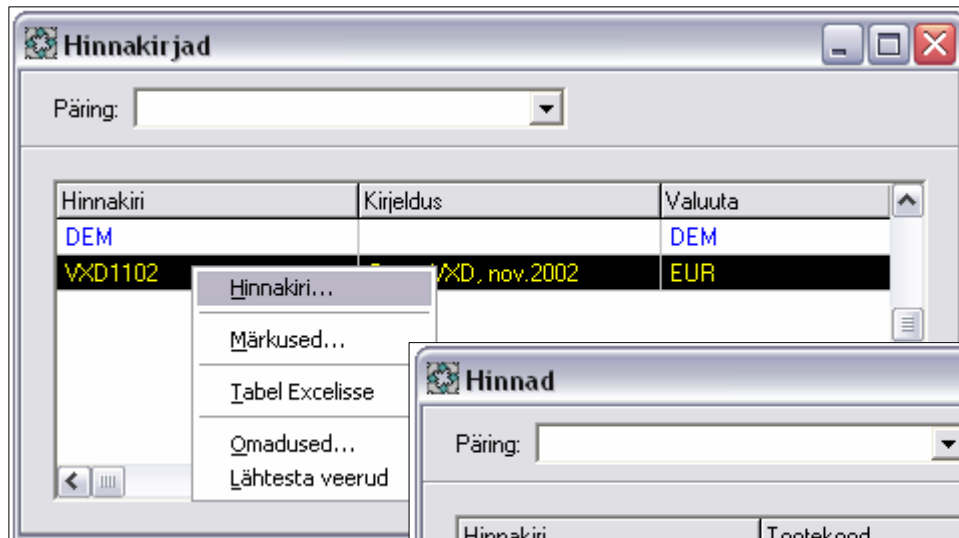 Hinnakirjad
Päring:
Hinnakiri Kirjeldus Valuuta
DEM DEM
VXD1102 VXD, nov.2002 EUR
Hinnakiri...
Märkused...
Tabel Excelisse
Omadused...
Lähtesta veerud
Hinnad
Päring:
Hinnakiri Tootekood